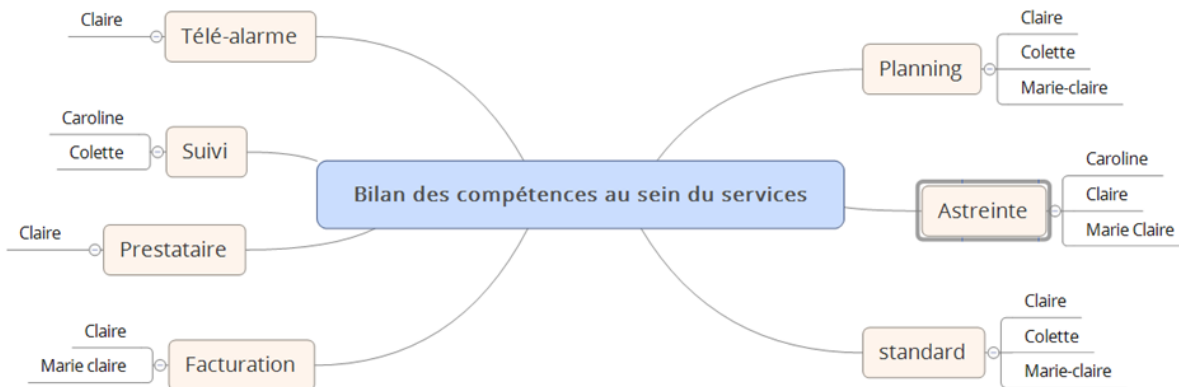 Claire
Télé-alarme
Caroline
Colette
Suivi
Claire
Prestataire
Claire
Marie claire
Facturation
Bilan des compétences au sein du services
Planning
Claire
Colette
Marie-claire
Astreinte
Caroline
Claire
Marie Claire
standard
Claire
Colette
Marie-claire